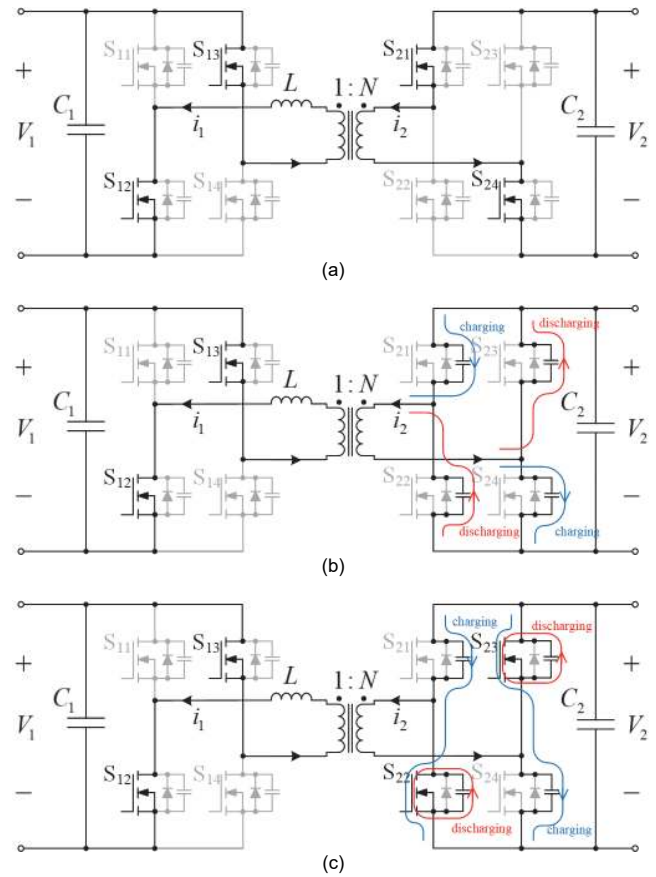 S11 S13 S21 S23
+ L 1:N +
C1 C2
V1 i1 i2 V2
S12 S14 S22 S24
− −
(a)
charging discharging
S11 S13 S21 S23
+ L 1:N +
C1 C2
V1 i1 i2 V2
S12 S14 S22 S24
− −
discharging charging
(b)
charging discharging
S11 S13 S21 S23
+ L 1:N +
C1 C2
V1 i1 i2 V2
S12 S14 S22 S24
− −
discharging charging
(c)